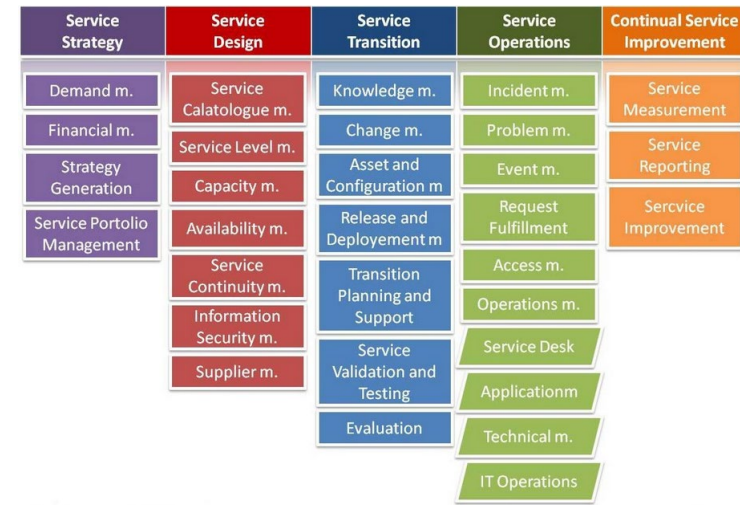 Service
Strategy
Service
Design
Service
Transition
Service
Operations
Continual Service
Improvement
Demand m.
Financial m.
Strategy
Generation
Service Portolio
Management
Service
Calatologue m.
Service Level m.
Capacity m.
Availability m.
Service
Continuity m.
Information
Security m.
Supplier m.
Knowledge m.
Change m.
Asset and
Configuration m
Release and
Deployement m
Transition
Planning and
Support
Service
Validation and
Testing
Evaluation
Incident m.
Problem m.
Event m.
Request
Fulfillment
Access m.
Operations m.
Service Desk
Applicationm
Technical m.
IT Operations
Service
Measurement
Service
Reporting
Sercvice
Improvement